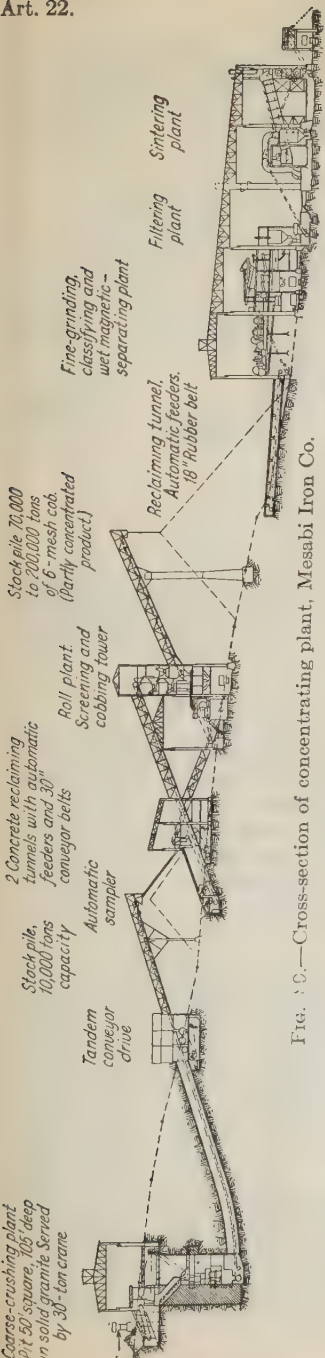 Art. 22.
Coarse-crushing plant
Pit 50' square, 105' deep
in solid granite Served
by 30-ton crane
Tandem
conveyor
drive
Stockpile,
10,000 tons
capacity
Automatic
sampler
2 Concrete reclaiming
tunnels with automatic
feeders and 30"
conveyor belts
Roll plant.
Screening and
cobbing tower
Stockpile 70,000
to 200,000 tons
of 6-mesh cob.
(Partly concentrated
product)
Reclaiming tunnel.
Automatic feeders.
18" Rubber belt
Fine-grinding,
classifying and
wet magnetic-
separating plant
Filtering
plant
Sintering
plant
FIG. 0.—Cross-section of concentrating plant, Mesabi Iron Co.